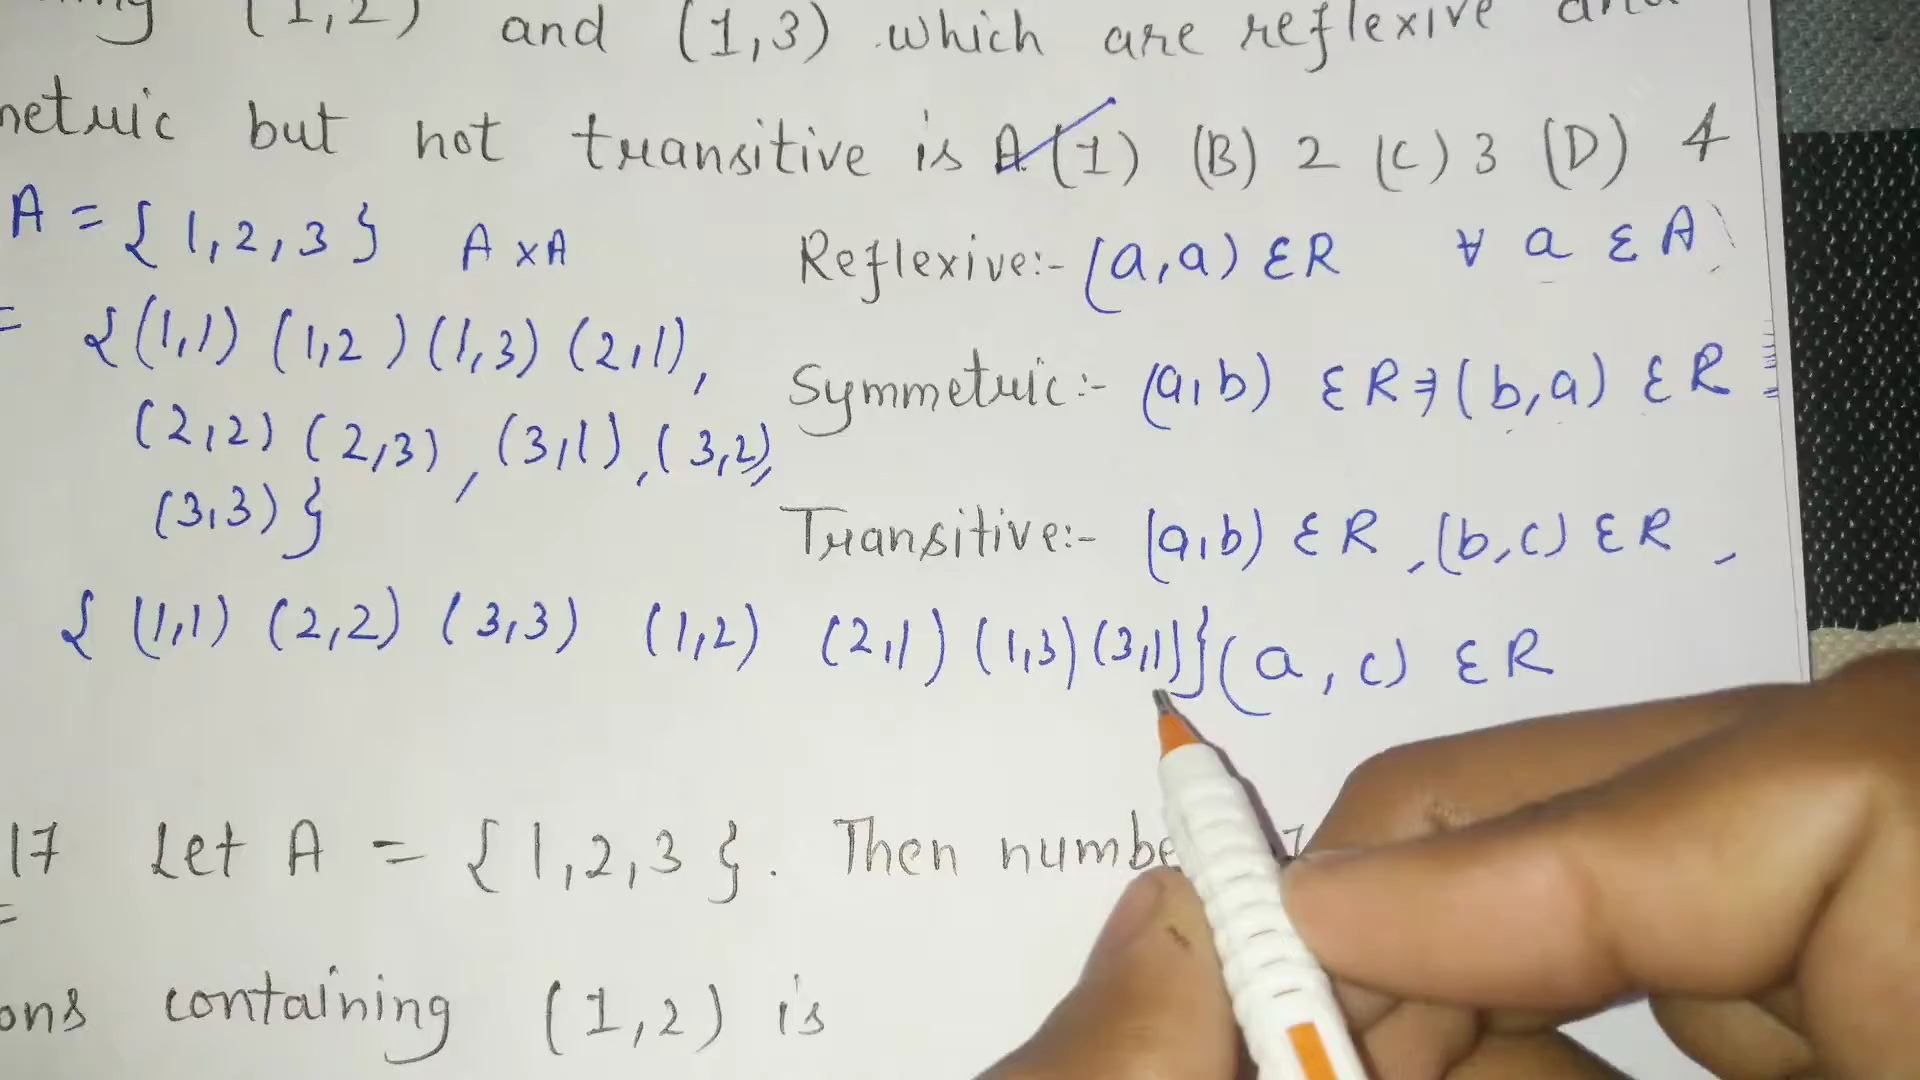 (1,2) and (1,3) which are reflexive and
metric but not transitive is A (1) (B) 2 (C) 3 (D) 4
A = { 1, 2, 3 } A x A
Reflexive:- (a, a) ε R ∀ a ε A
= { (1,1) (1,2) (1,3) (2,1),
Symmetric:- (a,b) ε R ∋ (b,a) ε R
(2,2) (2,3), (3,1), (3,2),
(3,3) }
Transitive:- (a,b) ε R, (b,c) ε R,
{ (1,1) (2,2) (3,3) (1,2) (2,1) (1,3) (3,1) } (a, c) ε R
17 Let A = { 1, 2, 3 }. Then
ons containing (1,2) is